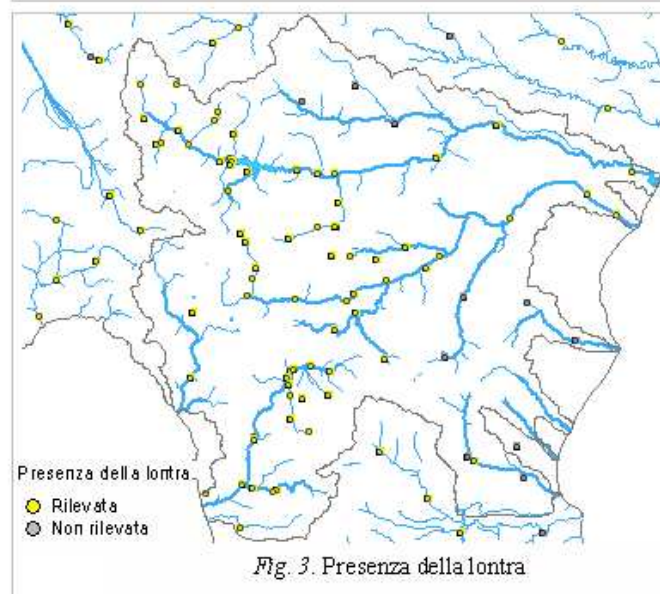 Presenza della lontra
Rilevata
Non rilevata
Fig. 3. Presenza della lontra